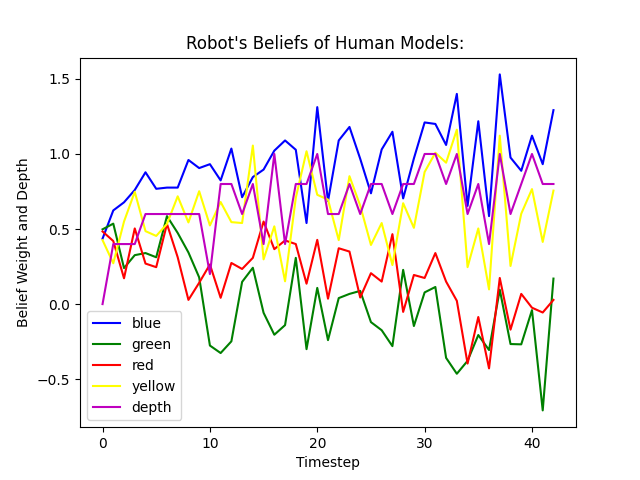 Robot's Beliefs of Human Models:
Belief Weight and Depth
1.5
1.0
0.5
0.0
−0.5
blue
green
red
yellow
depth
0
10
20
30
40
Timestep